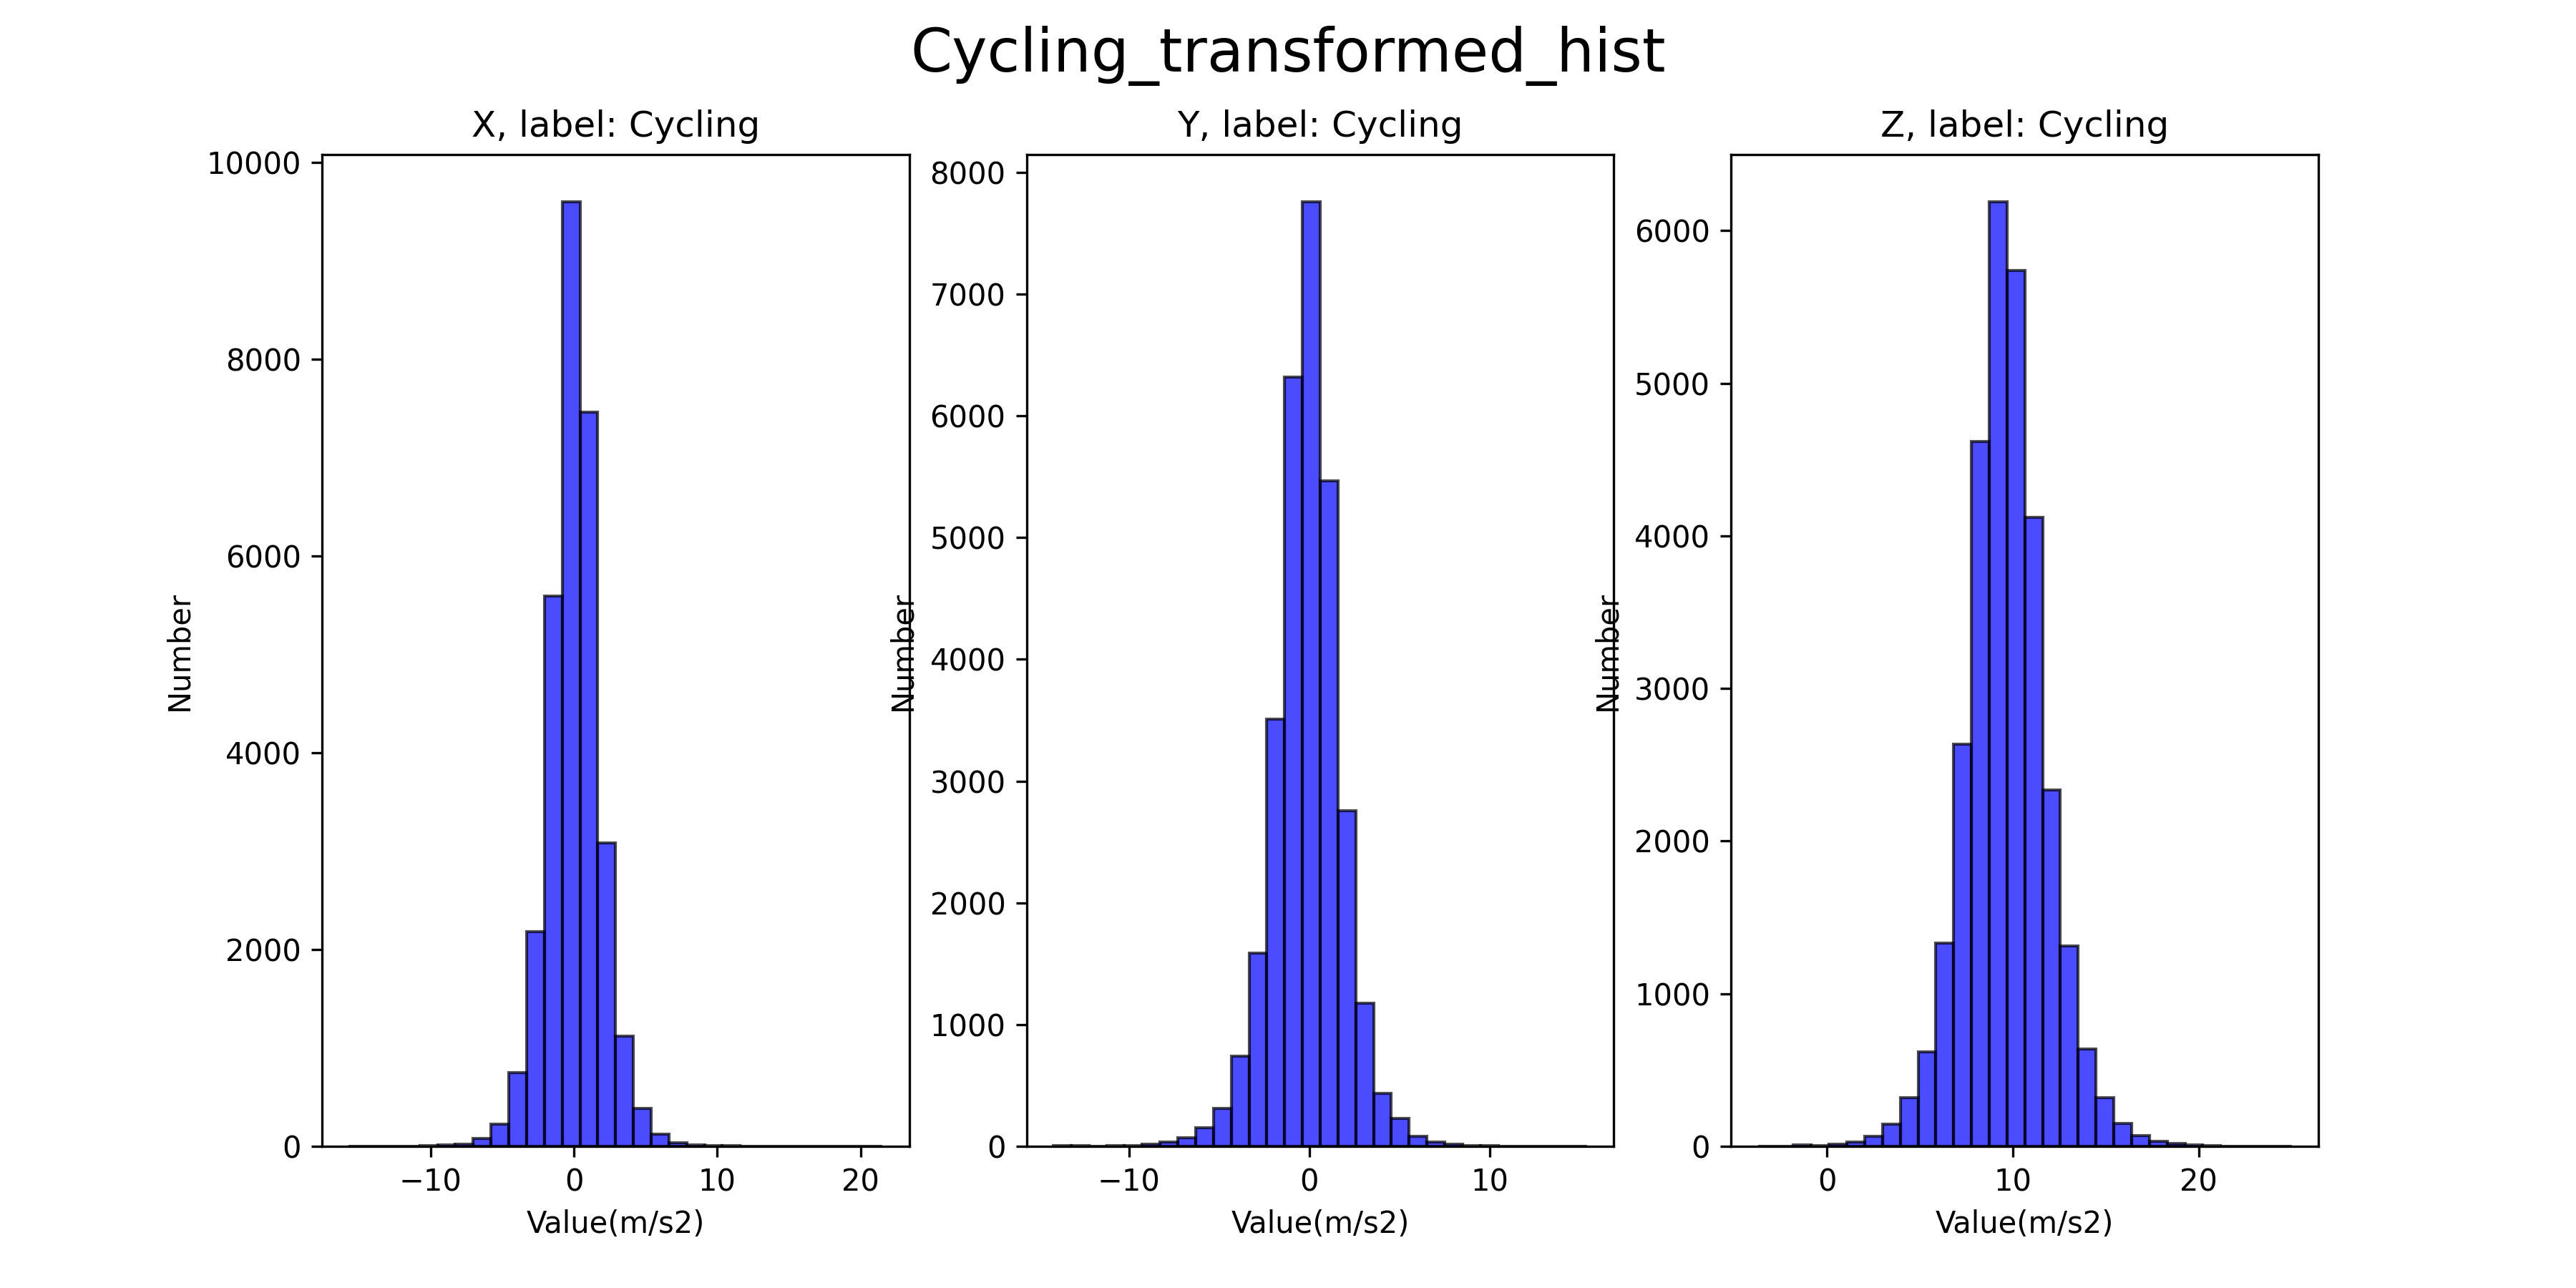 Cycling_transformed_hist
X, label: Cycling
10000
8000
6000
4000
2000
0
Number
−10 0 10 20
Value(m/s2)
Y, label: Cycling
8000
7000
6000
5000
4000
3000
2000
1000
0
Number
−10 0 10
Value(m/s2)
Z, label: Cycling
6000
5000
4000
3000
2000
1000
0
Number
0 10 20
Value(m/s2)